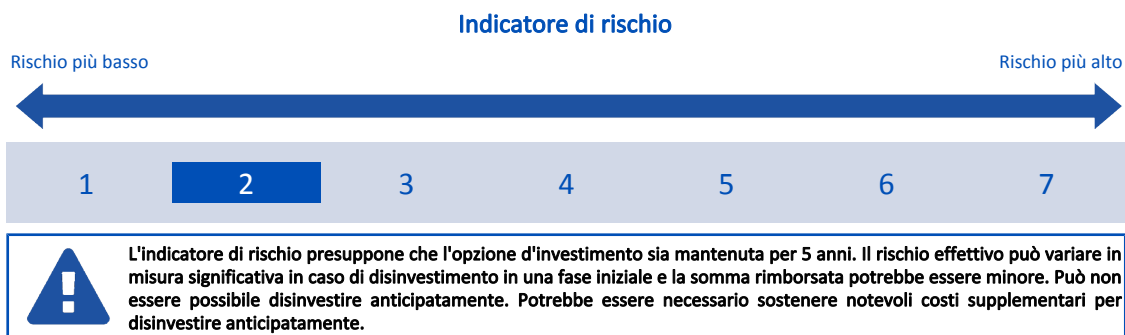 Indicatore di rischio
Rischio più basso
Rischio più alto
1 2 3 4 5 6 7
L'indicatore di rischio presuppone che l'opzione d'investimento sia mantenuta per 5 anni. Il rischio effettivo può variare in
misura significativa in caso di disinvestimento in una fase iniziale e la somma rimborsata potrebbe essere minore. Può non
essere possibile disinvestire anticipatamente. Potrebbe essere necessario sostenere notevoli costi supplementari per
disinvestire anticipatamente.